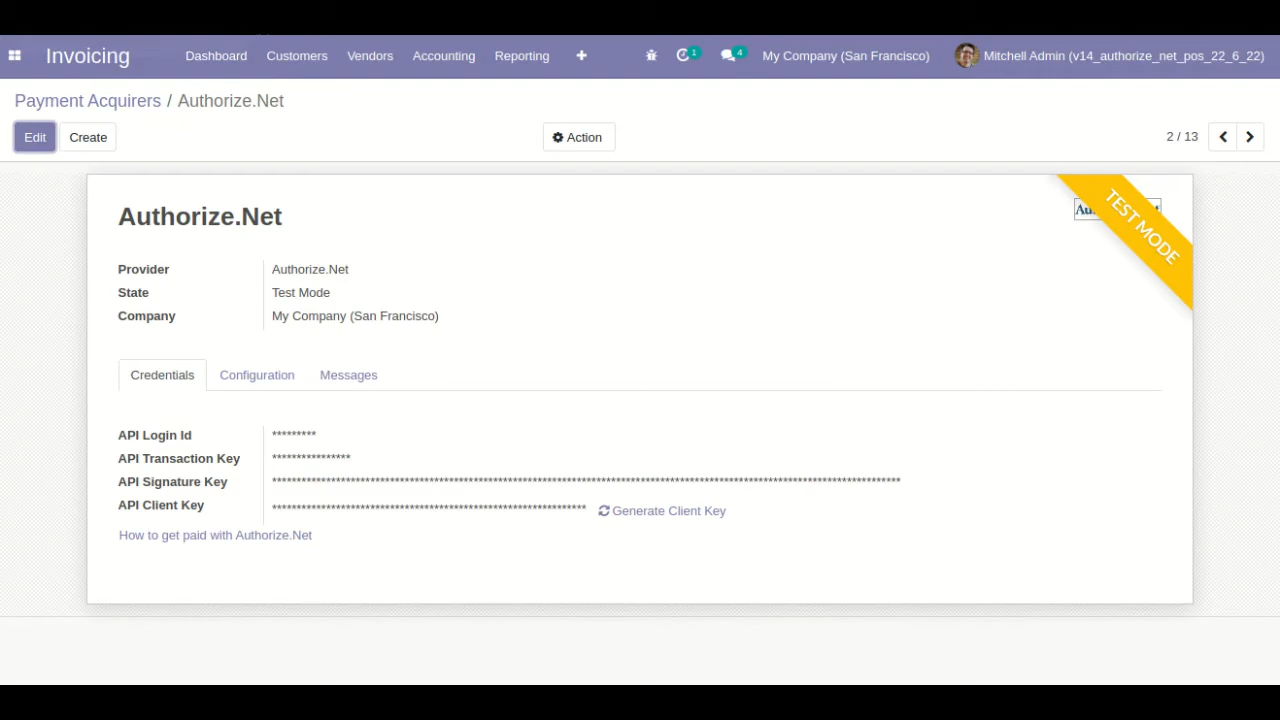 Invoicing Dashboard Customers Vendors Accounting Reporting 1 4 My Company (San Francisco) Mitchell Admin (v14_authorize_net_pos_22_6_22)
Payment Acquirers / Authorize.Net
Edit Create Action 2 / 13
Authorize.Net
TEST MODE
Provider Authorize.Net
State Test Mode
Company My Company (San Francisco)
Credentials Configuration Messages
API Login Id *********
API Transaction Key ****************
API Signature Key ********************************************************************************************************************************
API Client Key **************************************************************** Generate Client Key
How to get paid with Authorize.Net